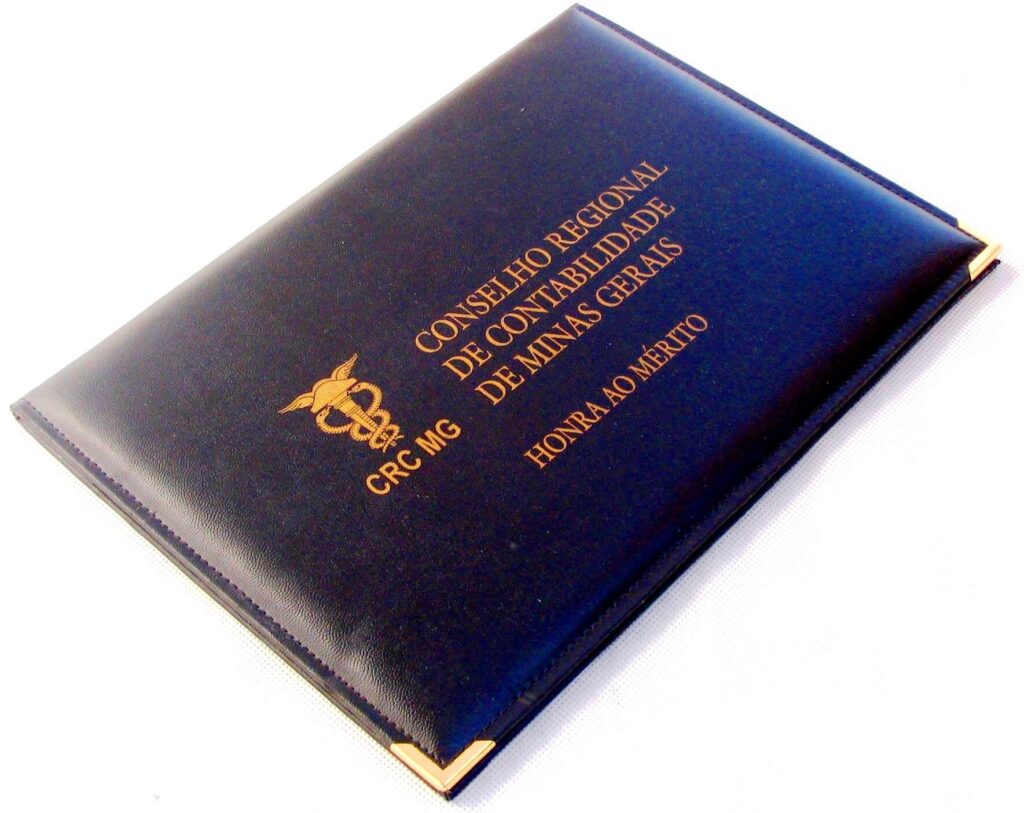 CRC MG
CONSELHO REGIONAL
DE CONTABILIDADE
DE MINAS GERAIS
HONRA AO MÉRITO